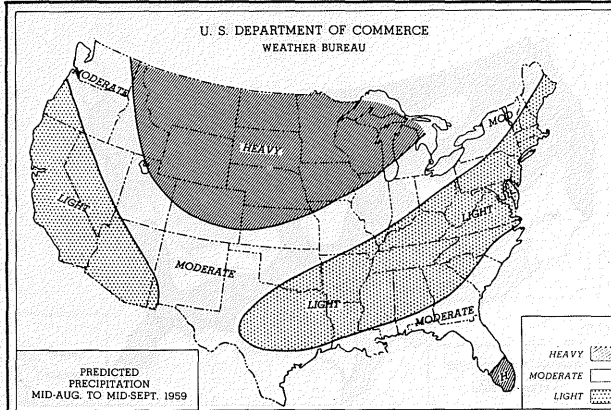 U. S. DEPARTMENT OF COMMERCE
WEATHER BUREAU
MODERATE
MOD
HEAVY
LIGHT
LIGHT
MODERATE
LIGHT
MODERATE
H
PREDICTED
PRECIPITATION
MID-AUG. TO MID-SEPT. 1959
HEAVY
MODERATE
LIGHT